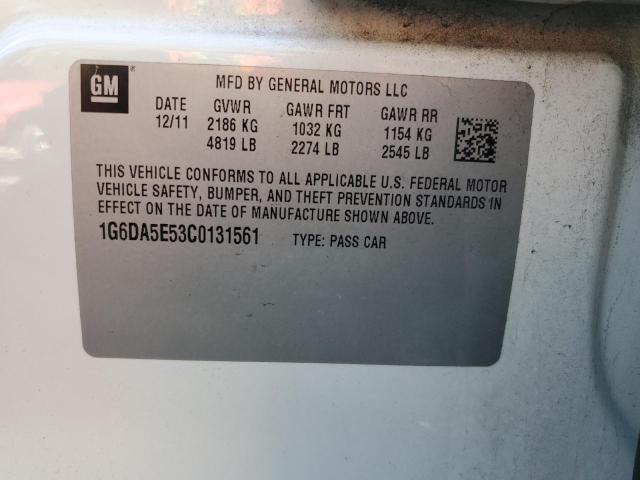 GM
MFD BY GENERAL MOTORS LLC
DATE GVWR GAWR FRT GAWR RR
12/11 2186 KG 1032 KG 1154 KG
4819 LB 2274 LB 2545 LB
THIS VEHICLE CONFORMS TO ALL APPLICABLE U.S. FEDERAL MOTOR
VEHICLE SAFETY, BUMPER, AND THEFT PREVENTION STANDARDS IN
EFFECT ON THE DATE OF MANUFACTURE SHOWN ABOVE.
1G6DA5E53C0131561 TYPE: PASS CAR